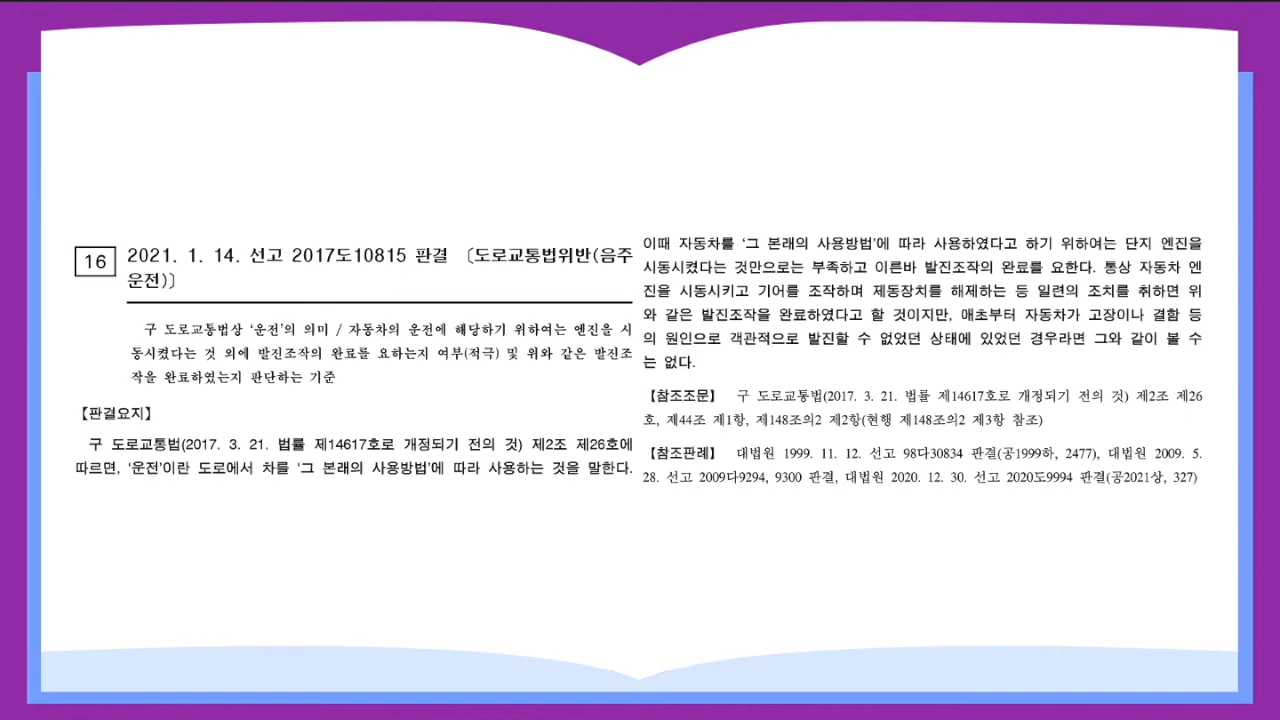 16
2021. 1. 14. 선고 2017도10815 판결 〔도로교통법위반(음주
운전)〕
구 도로교통법상 ‘운전’의 의미 / 자동차의 운전에 해당하기 위하여는 엔진을 시
동시켰다는 것 외에 발진조작의 완료를 요하는지 여부(적극) 및 위와 같은 발진조
작을 완료하였는지 판단하는 기준
【판결요지】
구 도로교통법(2017. 3. 21. 법률 제14617호로 개정되기 전의 것) 제2조 제26호에
따르면, ‘운전’이란 도로에서 차를 ‘그 본래의 사용방법’에 따라 사용하는 것을 말한다.
이때 자동차를 ‘그 본래의 사용방법’에 따라 사용하였다고 하기 위하여는 단지 엔진을
시동시켰다는 것만으로는 부족하고 이른바 발진조작의 완료를 요한다. 통상 자동차 엔
진을 시동시키고 기어를 조작하며 제동장치를 해제하는 등 일련의 조치를 취하면 위
와 같은 발진조작을 완료하였다고 할 것이지만, 애초부터 자동차가 고장이나 결함 등
의 원인으로 객관적으로 발진할 수 없었던 상태에 있었던 경우라면 그와 같이 볼 수
는 없다.
【참조조문】 구 도로교통법(2017. 3. 21. 법률 제14617호로 개정되기 전의 것) 제2조 제26
호, 제44조 제1항, 제148조의2 제2항(현행 제148조의2 제3항 참조)
【참조판례】 대법원 1999. 11. 12. 선고 98다30834 판결(공1999하, 2477), 대법원 2009. 5.
28. 선고 2009다9294, 9300 판결, 대법원 2020. 12. 30. 선고 2020도9994 판결(공2021상, 327)